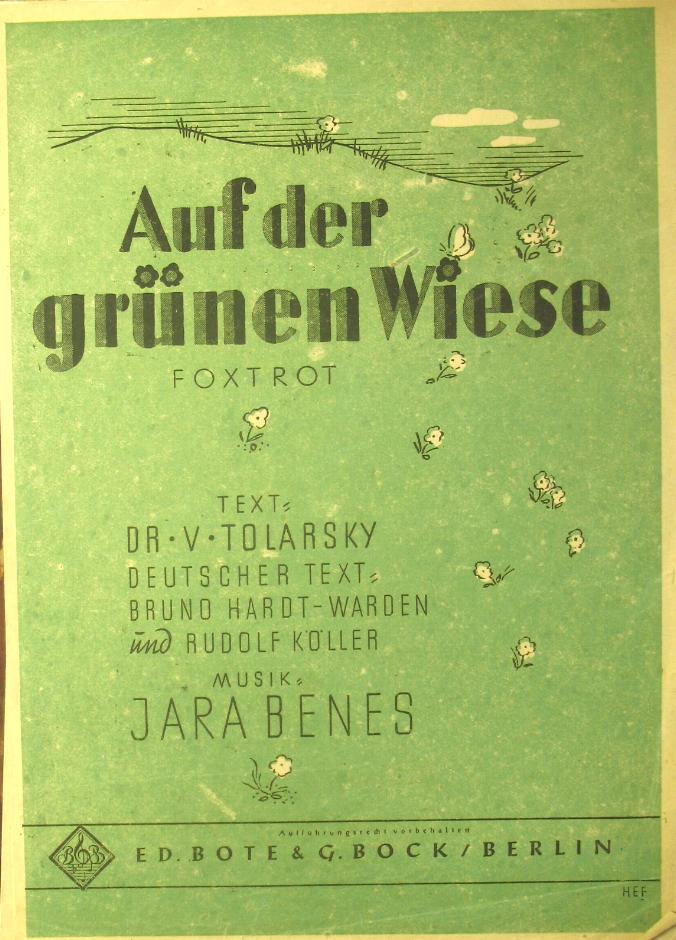 Auf der
grünen Wiese
FOXTROT
TEXT:
DR·V·TOLARSKY
DEUTSCHER TEXT:
BRUNO HARDT-WARDEN
und RUDOLF KÖLLER
MUSIK:
JARA BENES
Aufführungsrecht vorbehalten
BGB
ED. BOTE & G. BOCK / BERLIN
HEF